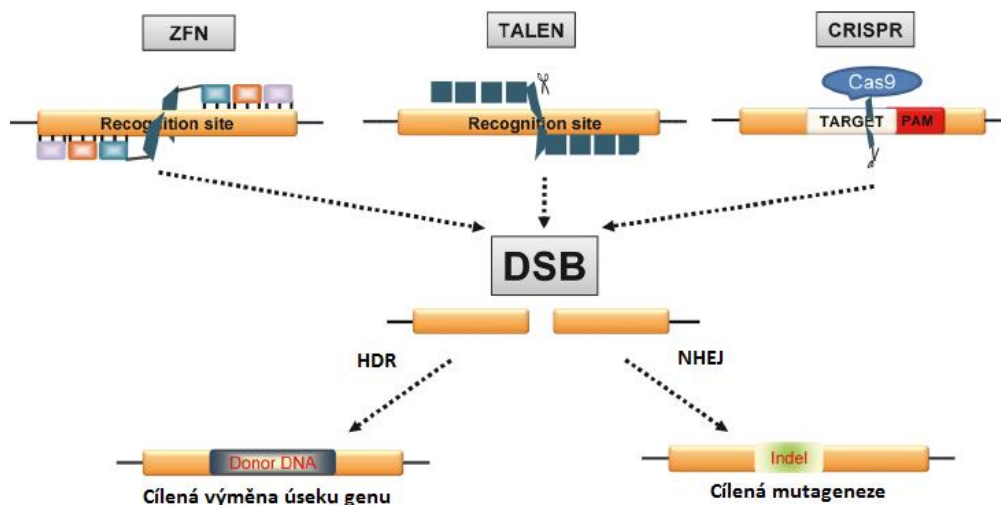 ZFN
TALEN
CRISPR
Cas9
Recognition site
Recognition site
TARGET PAM
DSB
HDR
NHEJ
Donor DNA
Indel
Cílená výměna úseku genu
Cílená mutageneze